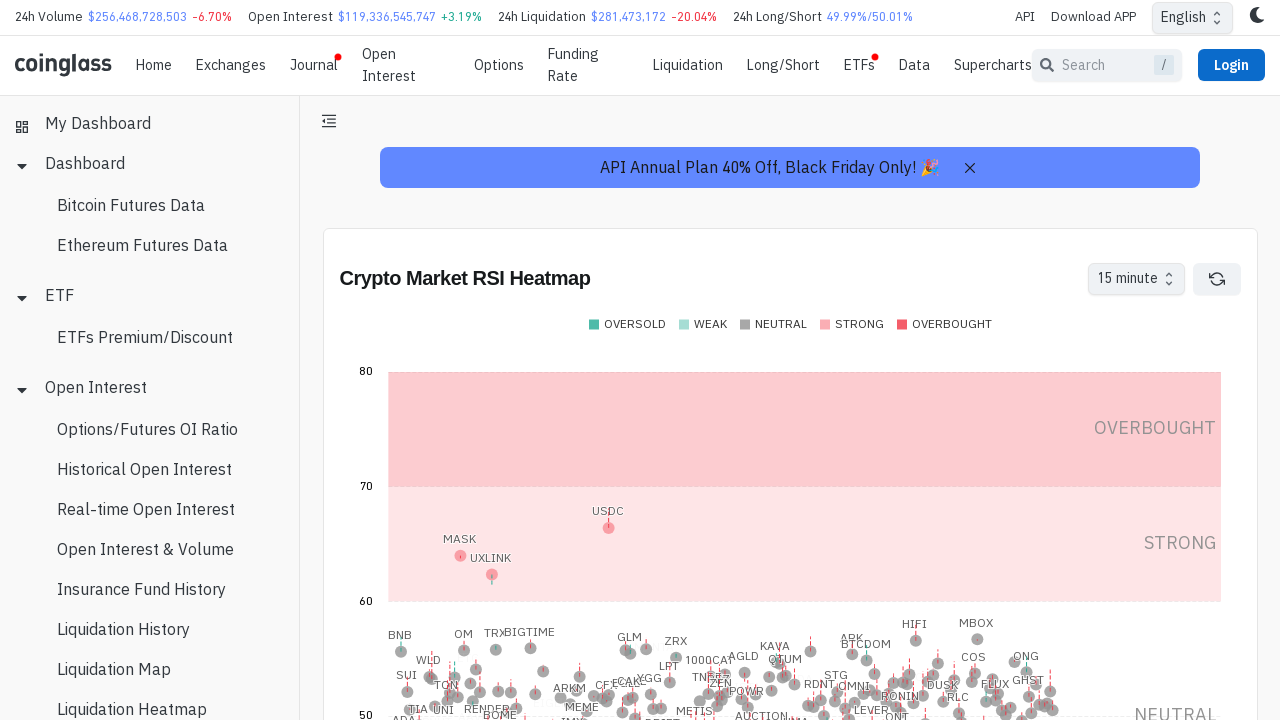 24h Volume $256,468,728,503 -6.70% Open Interest $119,336,545,747 +3.19% 24h Liquidation $281,473,172 -20.04% 24h Long/Short 49.99%/50.01% API Download APP English
coinglass Home Exchanges Journal Open Interest Options Funding Rate Liquidation Long/Short ETFs Data Supercharts Search / Login
My Dashboard
Dashboard
Bitcoin Futures Data
Ethereum Futures Data
ETF
ETFs Premium/Discount
Open Interest
Options/Futures OI Ratio
Historical Open Interest
Real-time Open Interest
Open Interest & Volume
Insurance Fund History
Liquidation History
Liquidation Map
Liquidation Heatmap
API Annual Plan 40% Off, Black Friday Only! 🎉
Crypto Market RSI Heatmap
15 minute
OVERSOLD WEAK NEUTRAL STRONG OVERBOUGHT
80
OVERBOUGHT
70
USDC
STRONG
MASK
UXLINK
60
HIFI MBOX
BNB OM TRX BIGTIME GLM ZRX KAVA ARK BTCDOM
WLD LPT 1000CAT AGLD QTUM COS ONG
SUI TON ARKM YGG ZEN POWR RDNT STG OMNI DUSK FLUX GHST
TIA UNI RENDER MEME METIS LEVER RONIN RLC
ROME AUCTION ONT
50
NEUTRAL